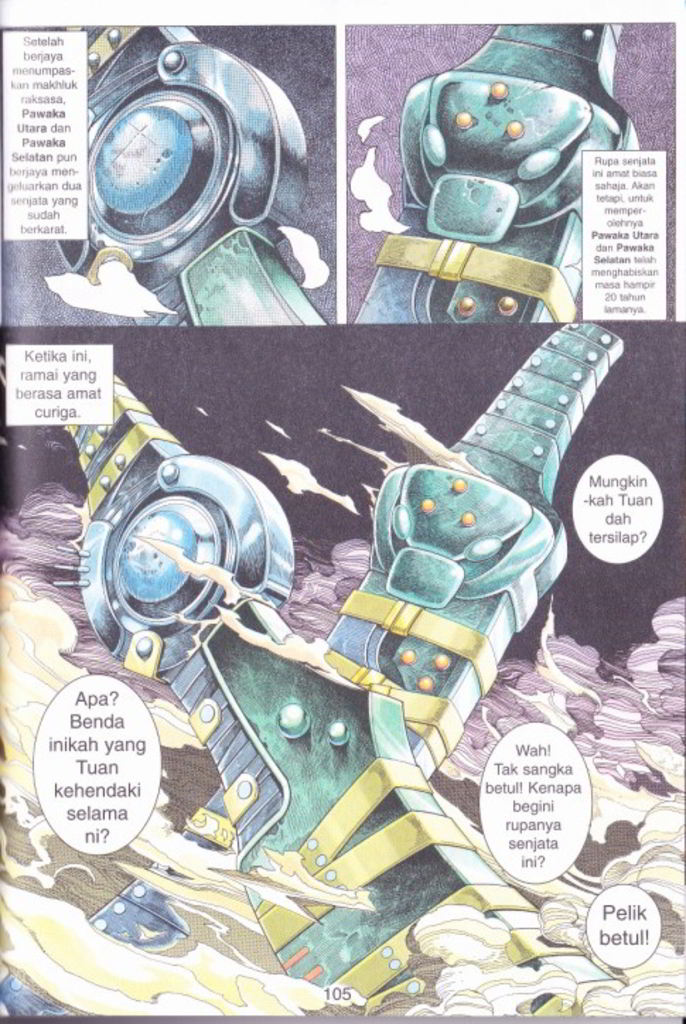 Setelah
berjaya
menumpas-
kan makhluk
raksasa,
Pawaka
Utara dan
Pawaka
Selatan pun
berjaya men-
geluarkan dua
senjata yang
sudah
berkarat.
Rupa senjata
ini amat biasa
sahaja. Akan
tetapi, untuk
memper-
olehnya
Pawaka Utara
dan Pawaka
Selatan telah
menghabiskan
masa hampir
20 tahun
lamanya.
Ketika ini,
ramai yang
berasa amat
curiga.
Mungkin
-kah Tuan
dah
tersilap?
Apa?
Benda
inikah yang
Tuan
kehendaki
selama
ni?
Wah!
Tak sangka
betul! Kenapa
begini
rupanya
senjata
ini?
Pelik
betul!
105